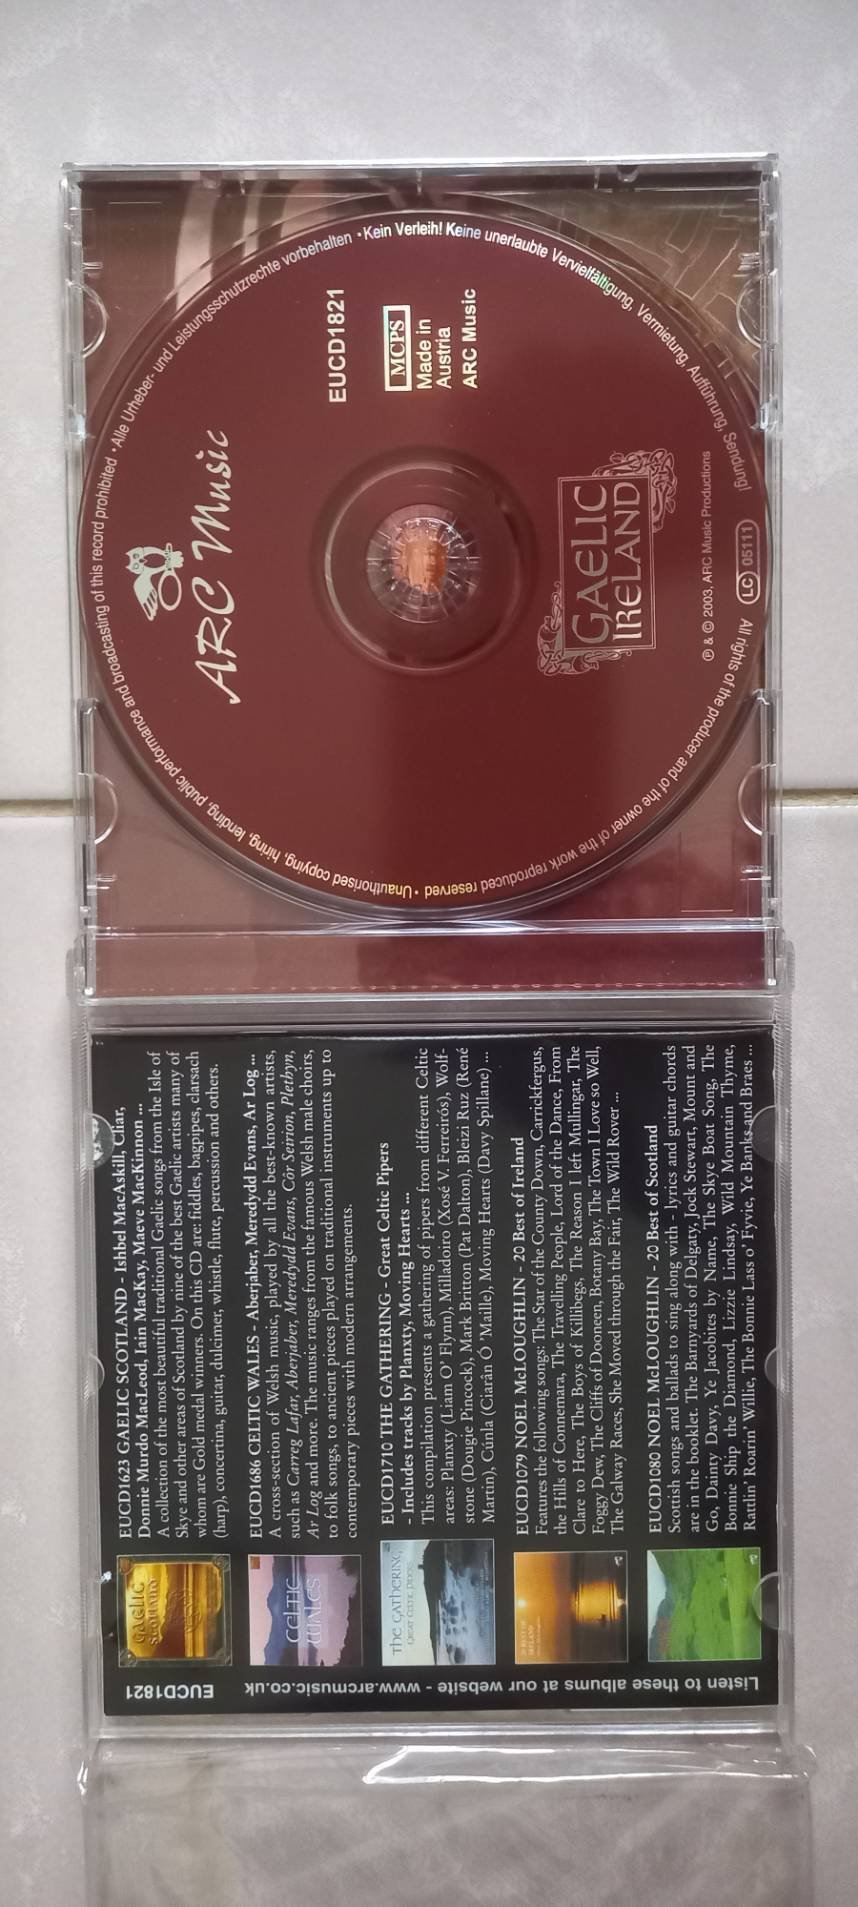 • Kein Verleih! Keine unerlaubte Vervielfältigung, Vermietung, Aufführung, Sendung!
All rights of the producer and of the owner of the work reproduced reserved • Unauthorised copying, hiring, lending, public performance and broadcasting of this record prohibited • Alle Urheber- und Leistungsschutzrechte vorbehalten
ARC Music
EUCD1821
MCPS
Made in
Austria
ARC Music
GAELIC
IRELAND
℗ & © 2003, ARC Music Productions
LC 05111
EUCD1623 GAELIC SCOTLAND - Ishbel MacAskill, Cliar,
Donnie Murdo MacLeod, Iain MacKay, Maeve MacKinnon ...
A collection of the most beautiful traditional Gaelic songs from the Isle of
Skye and other areas of Scotland by nine of the best Gaelic artists many of
whom are Gold medal winners. On this CD are: fiddles, bagpipes, clarsach
(harp), concertina, guitar, dulcimer, whistle, flute, percussion and others.
EUCD1686 CELTIC WALES - Aberjaber, Meredydd Evans, Ar Log ...
A cross-section of Welsh music, played by all the best-known artists,
such as Carreg Lafar, Aberjaber, Meredydd Evans, Côr Seirion, Plethyn,
Ar Log and more. The music ranges from the famous Welsh male choirs,
to folk songs, to ancient pieces played on traditional instruments up to
contemporary pieces with modern arrangements.
EUCD1710 THE GATHERING - Great Celtic Pipers
- Includes tracks by Planxty, Moving Hearts ...
This compilation presents a gathering of pipers from different Celtic
areas: Planxty (Liam O' Flynn), Milladoiro (Xosé V. Ferreirós), Wolf-
stone (Dougie Pincock), Mark Britton (Pat Dalton), Bleizi Ruz (René
Martin), Cúnla (Ciarân Ó 'Maille), Moving Hearts (Davy Spillane) ...
EUCD1079 NOEL McLOUGHLIN - 20 Best of Ireland
Features the following songs: The Star of the County Down, Carrickfergus,
the Hills of Connemara, The Travelling People, Lord of the Dance, From
Clare to Here, The Boys of Killibegs, The Reason I left Mullingar, The
Foggy Dew, The Cliffs of Dooneen, Botany Bay, The Town I Love so Well,
The Galway Races, She Moved through the Fair, The Wild Rover ...
EUCD1080 NOEL McLOUGHLIN - 20 Best of Scotland
Scottish songs and ballads to sing along with - lyrics and guitar chords
are in the booklet. The Barnyards of Delgaty, Jock Stewart, Mount and
Go, Dainty Davy, Ye Jacobites by Name, The Skye Boat Song, The
Bonnie Ship the Diamond, Lizzie Lindsay, Wild Mountain Thyme,
Rattlin' Roarin' Willie, The Bonnie Lass o' Fyvie, Ye Banks and Braes ...
GAELIC
SCOTLAND
CELTIC
WALES
THE GATHERING
GREAT CELTIC PIPERS
Listen to these albums at our website - www.arcmusic.co.uk
EUCD1821